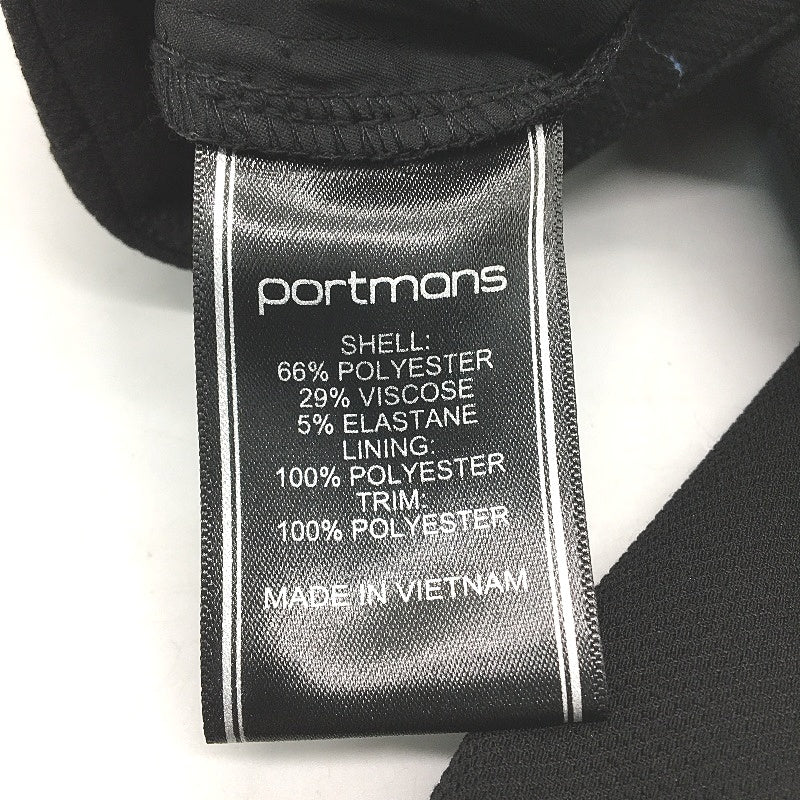 portmans
SHELL:
66% POLYESTER
29% VISCOSE
5% ELASTANE
LINING:
100% POLYESTER
TRIM:
100% POLYESTER
MADE IN VIETNAM